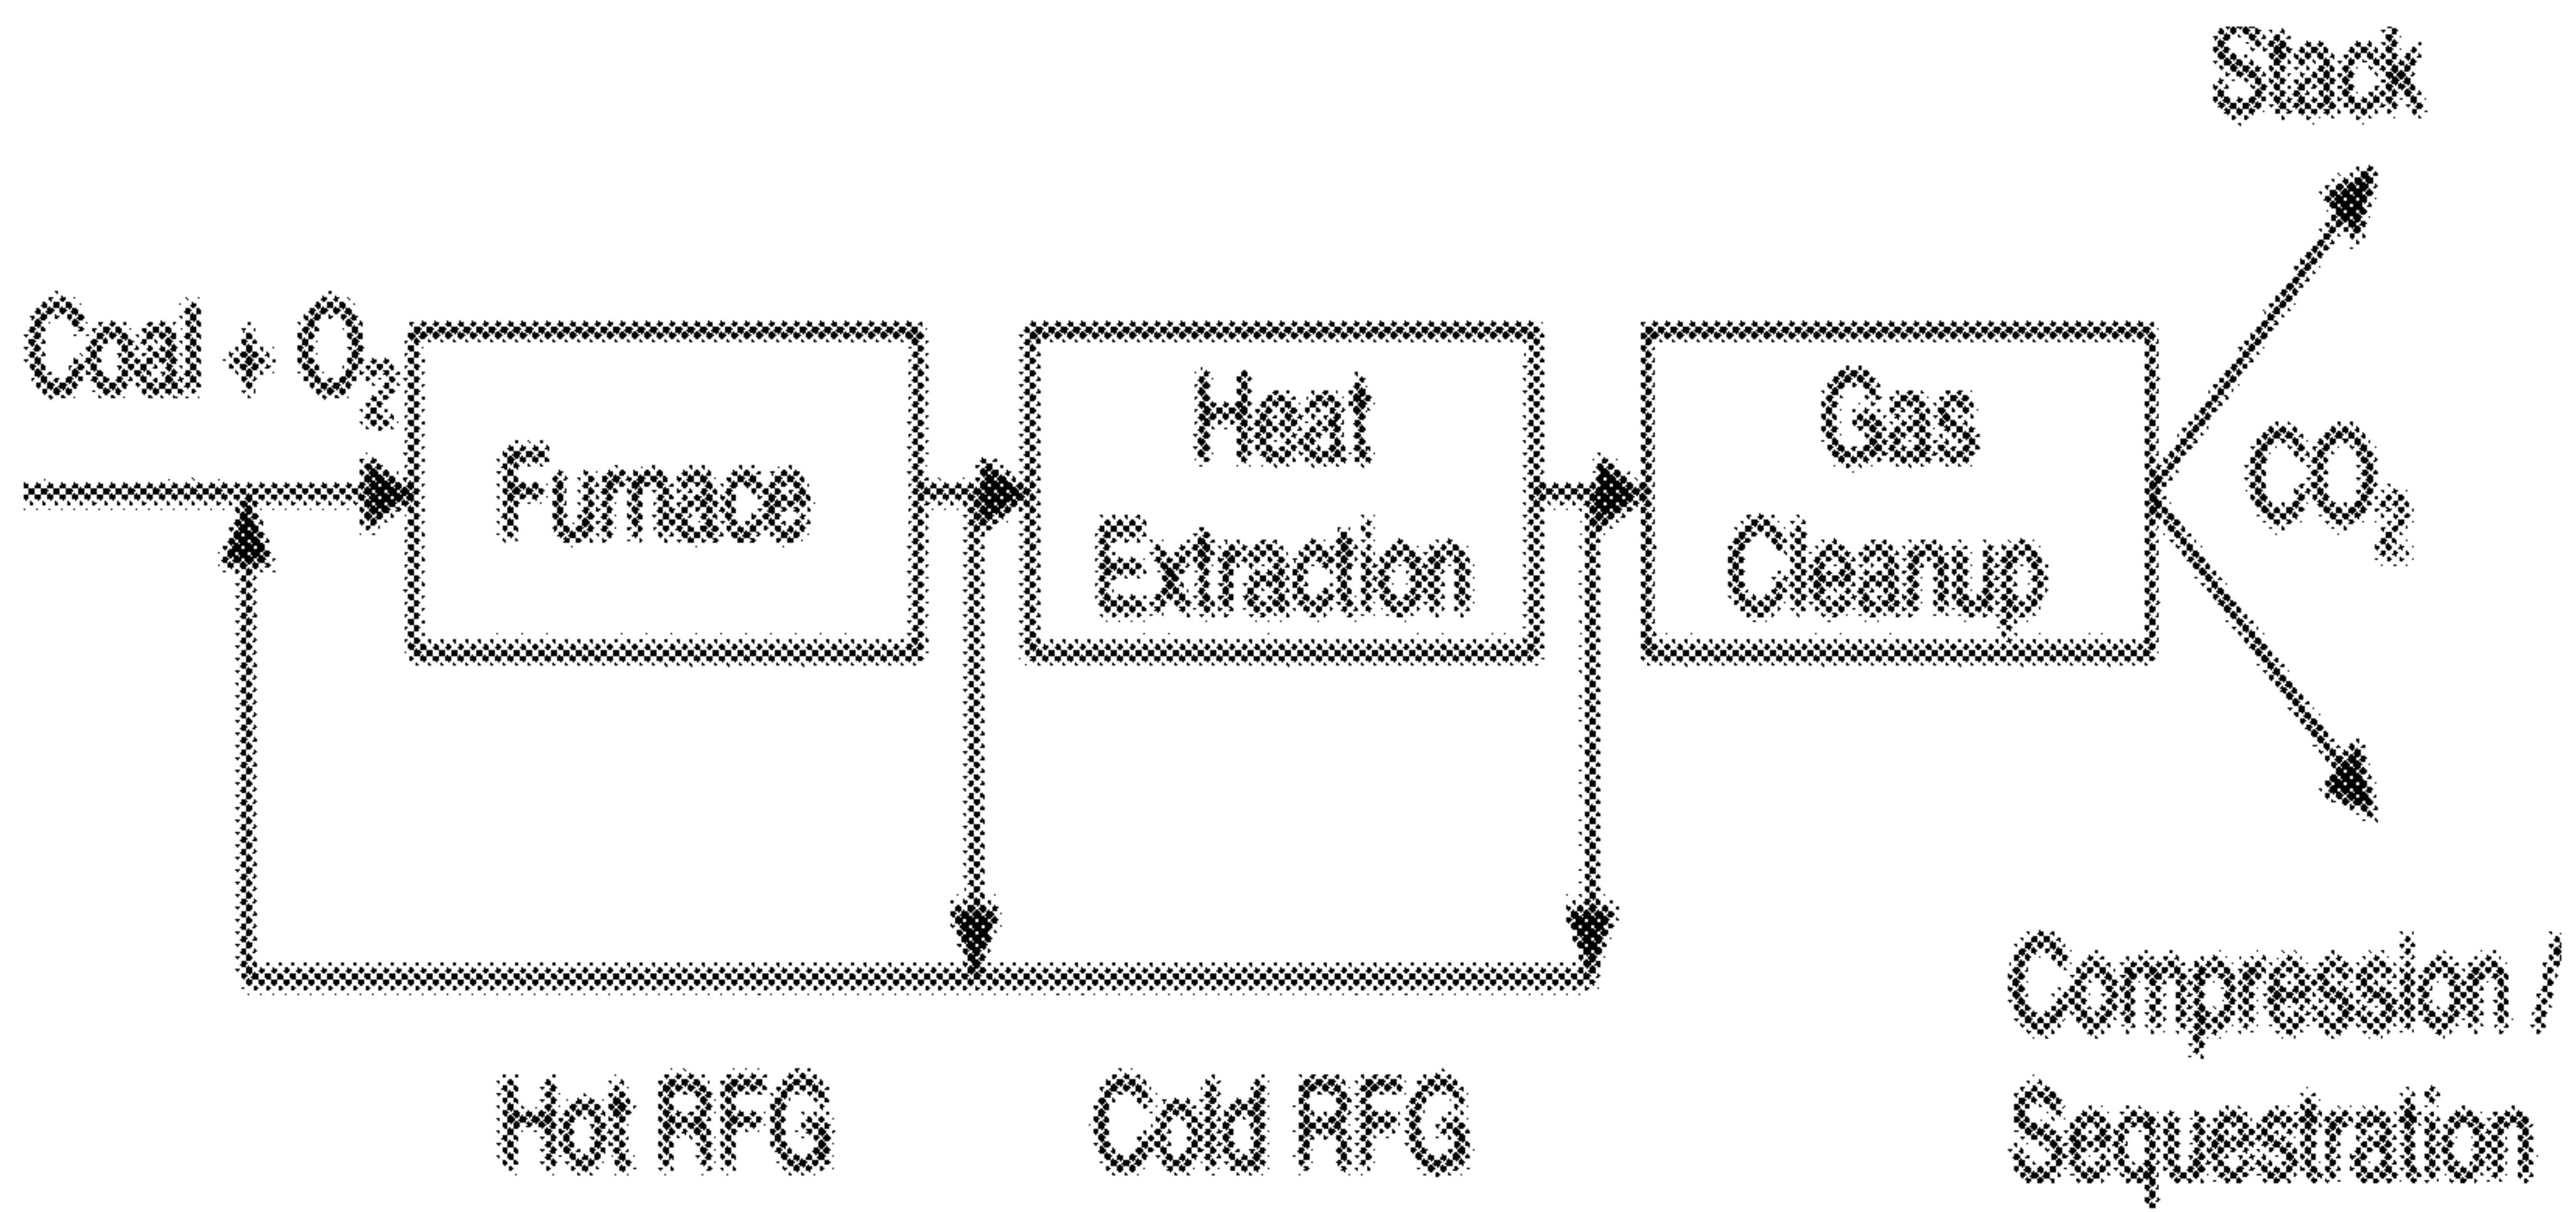 Stack
Coal + O₂
Furnace
Heat
Extraction
Gas
Cleanup
CO₂
Hot RFG
Cold RFG
Compression /
Sequestration